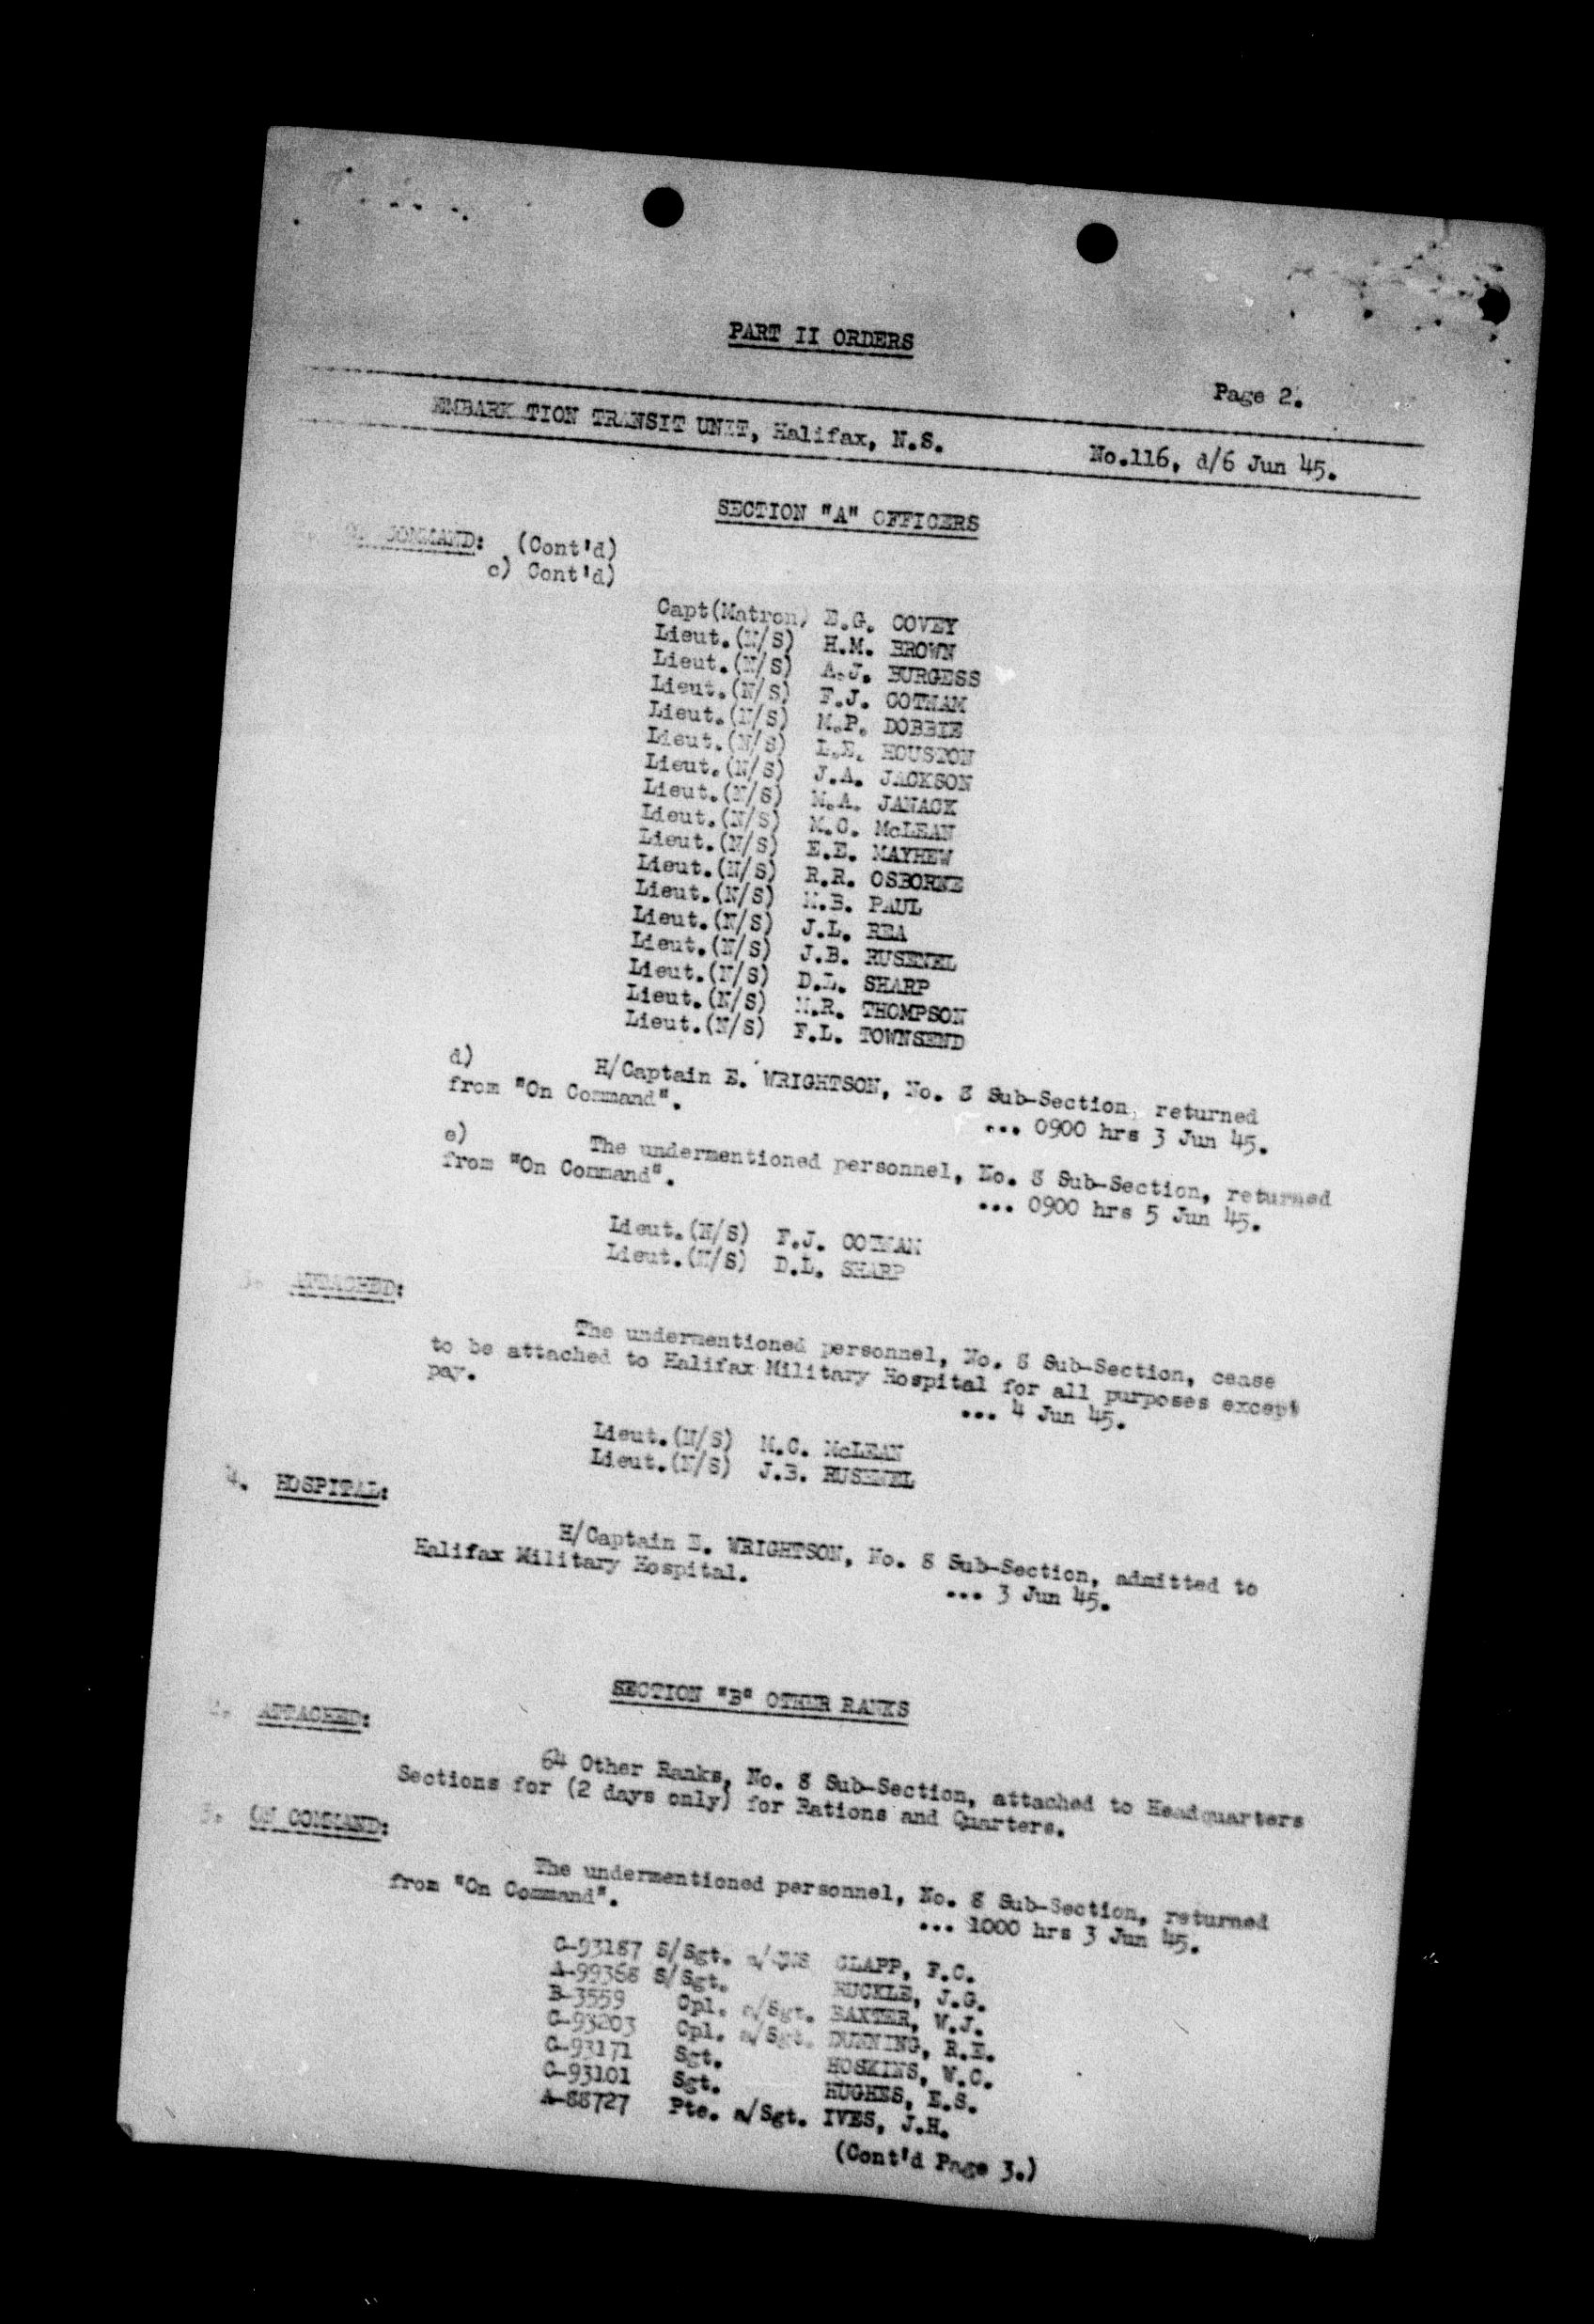 PART II ORDERS
Page 2.
EMBARK TION TRANSIT UNIT, Halifax, N.S. No.116, d/6 Jun 45.
SECTION "A" OFFICERS
COMMAND: (Cont'd)
c) Cont'd)
Capt(Matron) E.G. COVEY
Lieut.(N/S) H.M. BROWN
Lieut.(N/S) A.J. BURGESS
Lieut.(N/S) F.J.
Lieut.(N/S) M.P. DOBBIE
Lieut.(N/S) L.E. HOUSTON
Lieut.(N/S) J.A. JACKSON
Lieut.(N/S) JANACK
Lieut.(N/S) M.C. McLEAN
Lieut.(N/S) E.E. MAYHEW
Lieut.(N/S) R.R. OSBORNE
Lieut.(N/S) M.B. PAUL
Lieut.(N/S) J.L. REA
Lieut.(N/S) J.B. RUSENEL
Lieut.(N/S) D.L. SHARP
Lieut.(N/S) M.R. THOMPSON
Lieut.(N/S) F.L. TOWNSEND
d) H/Captain E. WRIGHTSON, No. 8 Sub-Section, returned
from "On Command". ... 0900 hrs 3 Jun 45.
e) The undermentioned personnel, No. 8 Sub-Section, returned
from "On Command". ... 0900 hrs 5 Jun 45.
Lieut.(N/S) F.J.
Lieut.(N/S) D.L. SHARP
3. ATTACHED:
The undermentioned personnel, No. 8 Sub-Section, cease
to be attached to Halifax Military Hospital for all purposes except
pay. ... 4 Jun 45.
Lieut.(N/S) M.C. McLEAN
Lieut.(N/S) J.B. RUSENEL
4. HOSPITAL:
H/Captain E. WRIGHTSON, No. 8 Sub-Section, admitted to
Halifax Military Hospital. ... 3 Jun 45.
SECTION "B" OTHER RANKS
ATTACHED:
64 Other Ranks, No. 8 Sub-Section, attached to Headquarters
Sections for (2 days only) for Rations and Quarters.
3. ON COMMAND:
The undermentioned personnel, No. 8 Sub-Section, returned
from "On Command". ... 1000 hrs 3 Jun 45.
C-93187 S/Sgt. a/QMS CLAPP, F.C.
A-99368 S/Sgt. RUCKLE, J.G.
B-3559 Cpl. a/Sgt. BAXTER, W.J.
C-93203 Cpl. a/Sgt. DUNNING, R.E.
C-93171 Sgt. HOSKINS, W.C.
C-93101 Sgt. HUGHES, E.S.
A-88727 Pte. a/Sgt. IVES, J.H.
(Cont'd Page 3.)